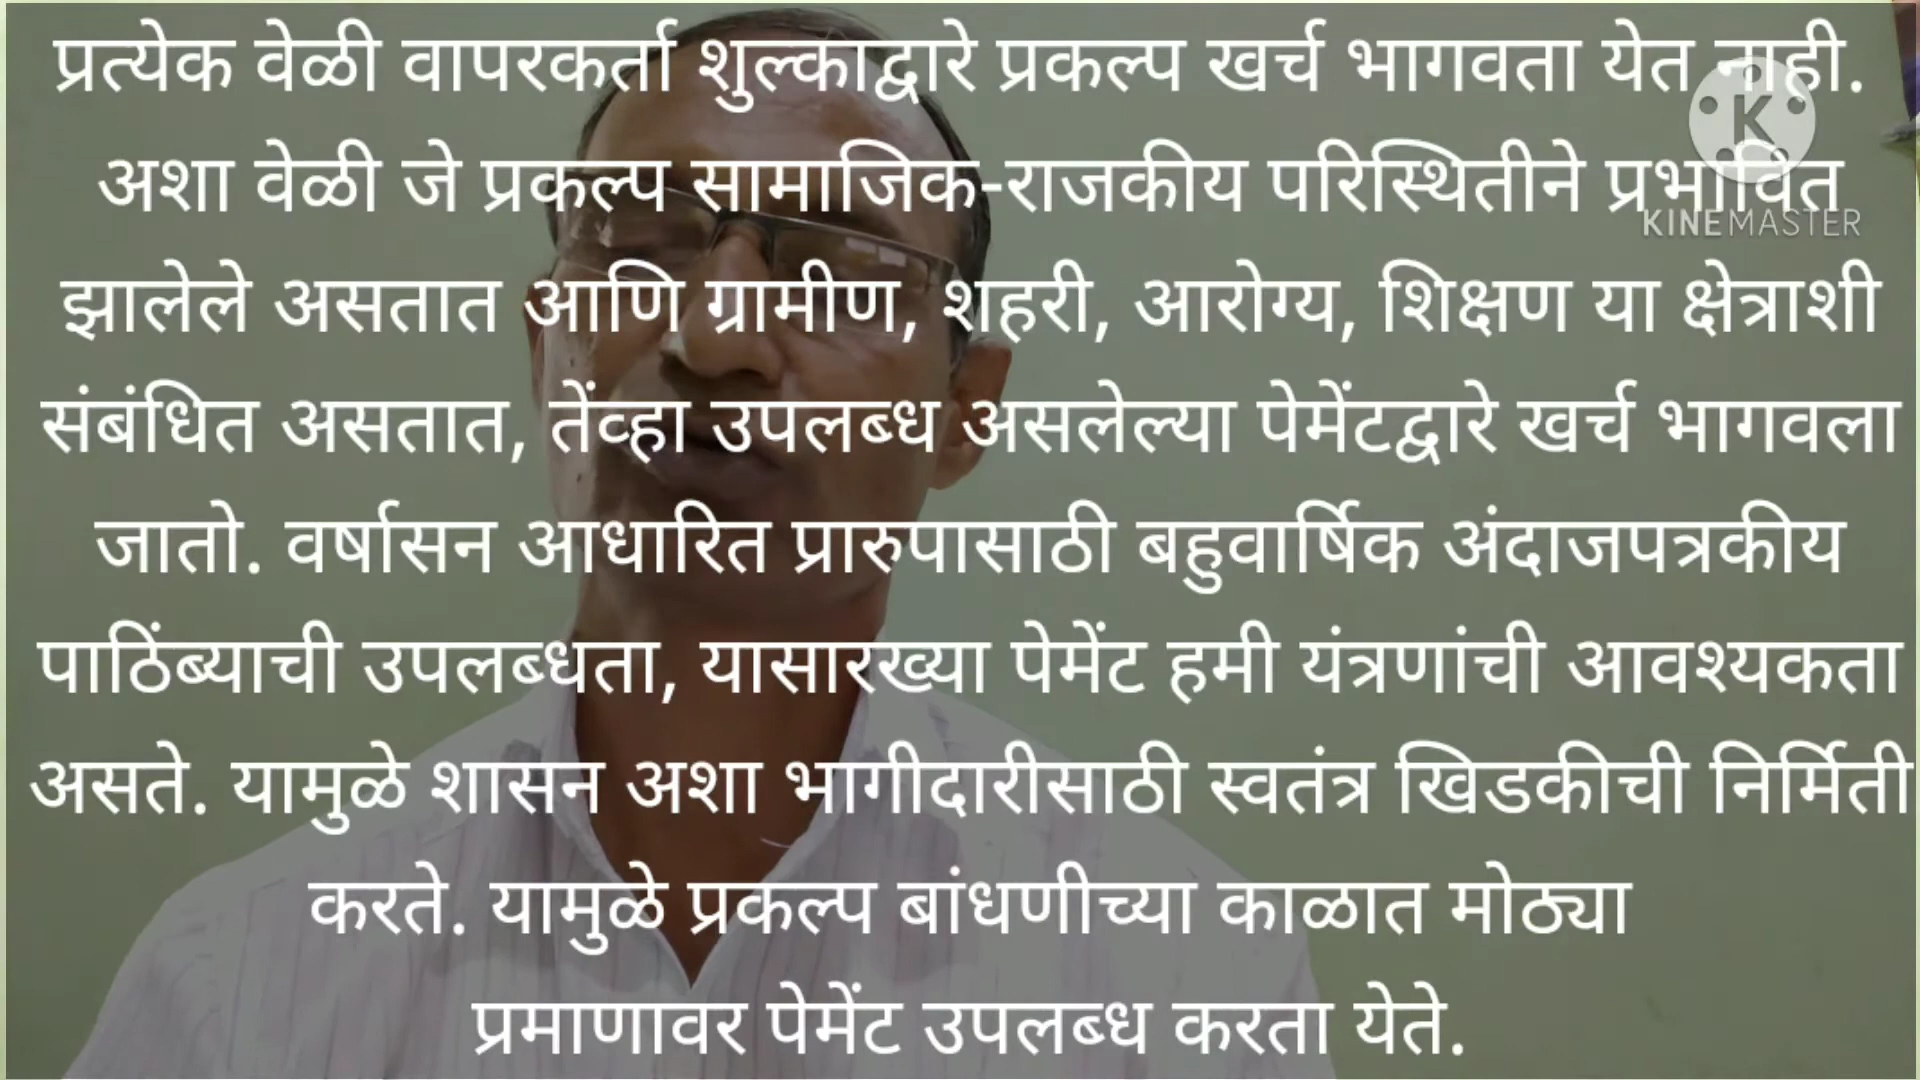 प्रत्येक वेळी वापरकर्ता शुल्काद्वारे प्रकल्प खर्च भागवता येत नाही.
अशा वेळी जे प्रकल्प सामाजिक-राजकीय परिस्थितीने प्रभावित
KINEMASTER
झालेले असतात आणि ग्रामीण, शहरी, आरोग्य, शिक्षण या क्षेत्राशी
संबंधित असतात, तेंव्हा उपलब्ध असलेल्या पेमेंटद्वारे खर्च भागवला
जातो. वर्षासन आधारित प्रारुपासाठी बहुवार्षिक अंदाजपत्रकीय
पाठिंब्याची उपलब्धता, यासारख्या पेमेंट हमी यंत्रणांची आवश्यकता
असते. यामुळे शासन अशा भागीदारीसाठी स्वतंत्र खिडकीची निर्मिती
करते. यामुळे प्रकल्प बांधणीच्या काळात मोठ्या
प्रमाणावर पेमेंट उपलब्ध करता येते.